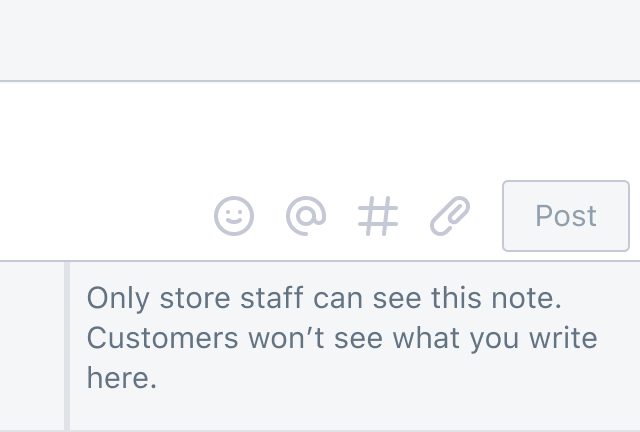 Post
Only store staff can see this note.
Customers won’t see what you write
here.